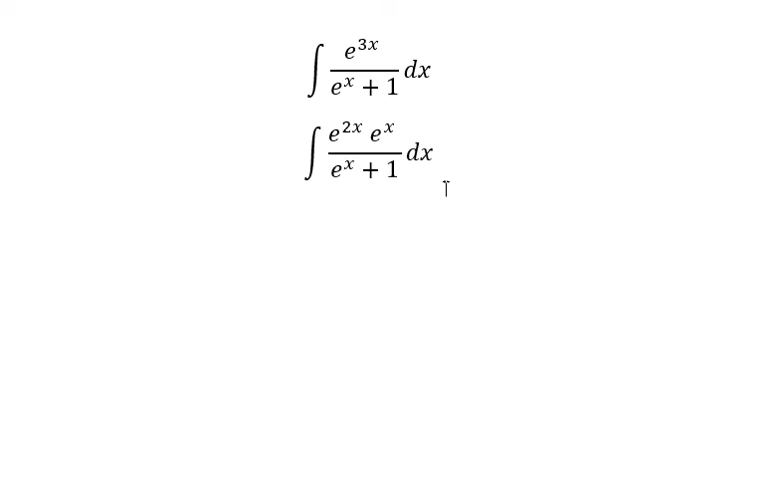 ∫ e^{3x} / (e^x + 1) dx
∫ e^{2x} e^x / (e^x + 1) dx